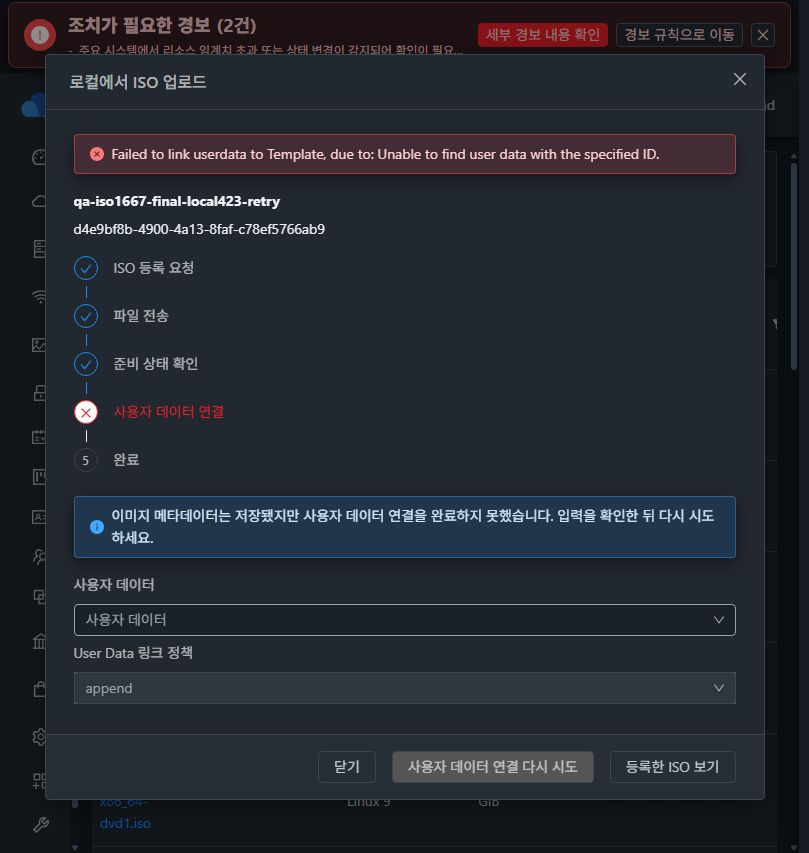 조치가 필요한 경보 (2건)
- 주요 시스템에서 리소스 임계치 초과 또는 상태 변경이 감지되어 확인이 필요...
세부 경보 내용 확인
경보 규칙으로 이동
로컬에서 ISO 업로드
Failed to link userdata to Template, due to: Unable to find user data with the specified ID.
qa-iso1667-final-local423-retry
d4e9bf8b-4900-4a13-8faf-c78ef5766ab9
ISO 등록 요청
파일 전송
준비 상태 확인
사용자 데이터 연결
5 완료
이미지 메타데이터는 저장됐지만 사용자 데이터 연결을 완료하지 못했습니다. 입력을 확인한 뒤 다시 시도
하세요.
사용자 데이터
사용자 데이터
User Data 링크 정책
append
닫기
사용자 데이터 연결 다시 시도
등록한 ISO 보기
x86_64-
Linux 9
GiB
dvd1.iso